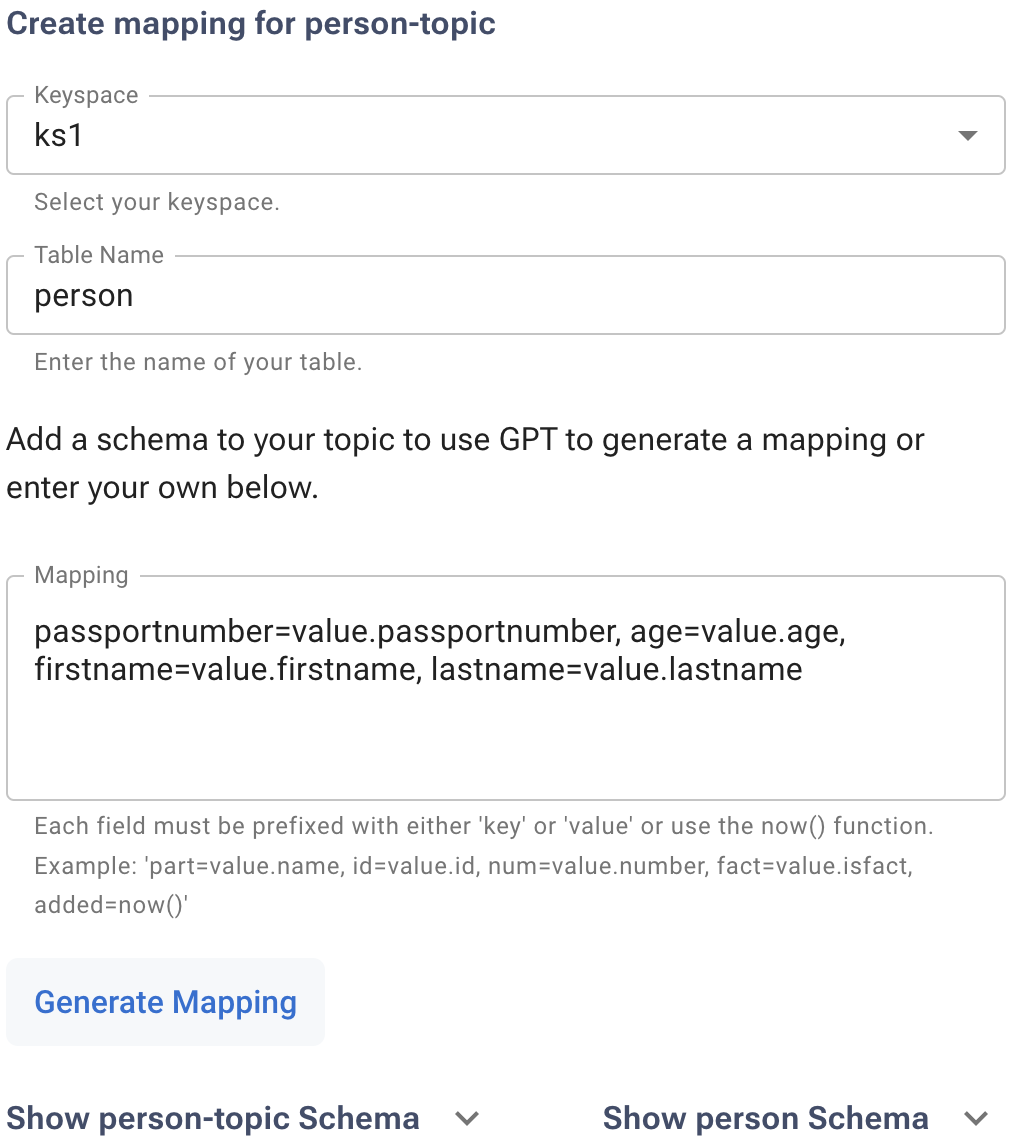 Create mapping for person-topic
Keyspace
ks1
Select your keyspace.
Table Name
person
Enter the name of your table.
Add a schema to your topic to use GPT to generate a mapping or
enter your own below.
Mapping
passportnumber=value.passportnumber, age=value.age,
firstname=value.firstname, lastname=value.lastname
Each field must be prefixed with either 'key' or 'value' or use the now() function.
Example: 'part=value.name, id=value.id, num=value.number, fact=value.isfact,
added=now()'
Generate Mapping
Show person-topic Schema
Show person Schema